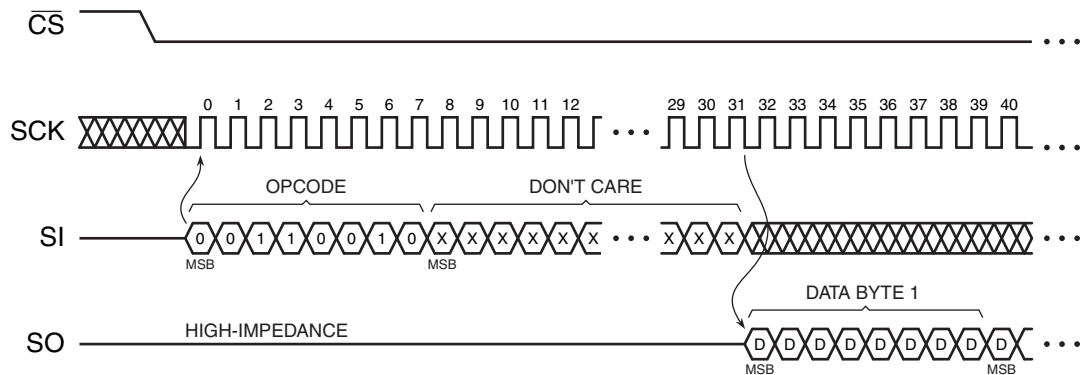 CS
SCK
0 1 2 3 4 5 6 7 8 9 10 11 12 29 30 31 32 33 34 35 36 37 38 39 40
OPCODE
DON'T CARE
SI
0 0 1 1 0 0 1 0 X X X X X X X X X
MSB
MSB
DATA BYTE 1
SO
HIGH-IMPEDANCE
D D D D D D D D D
MSB
MSB